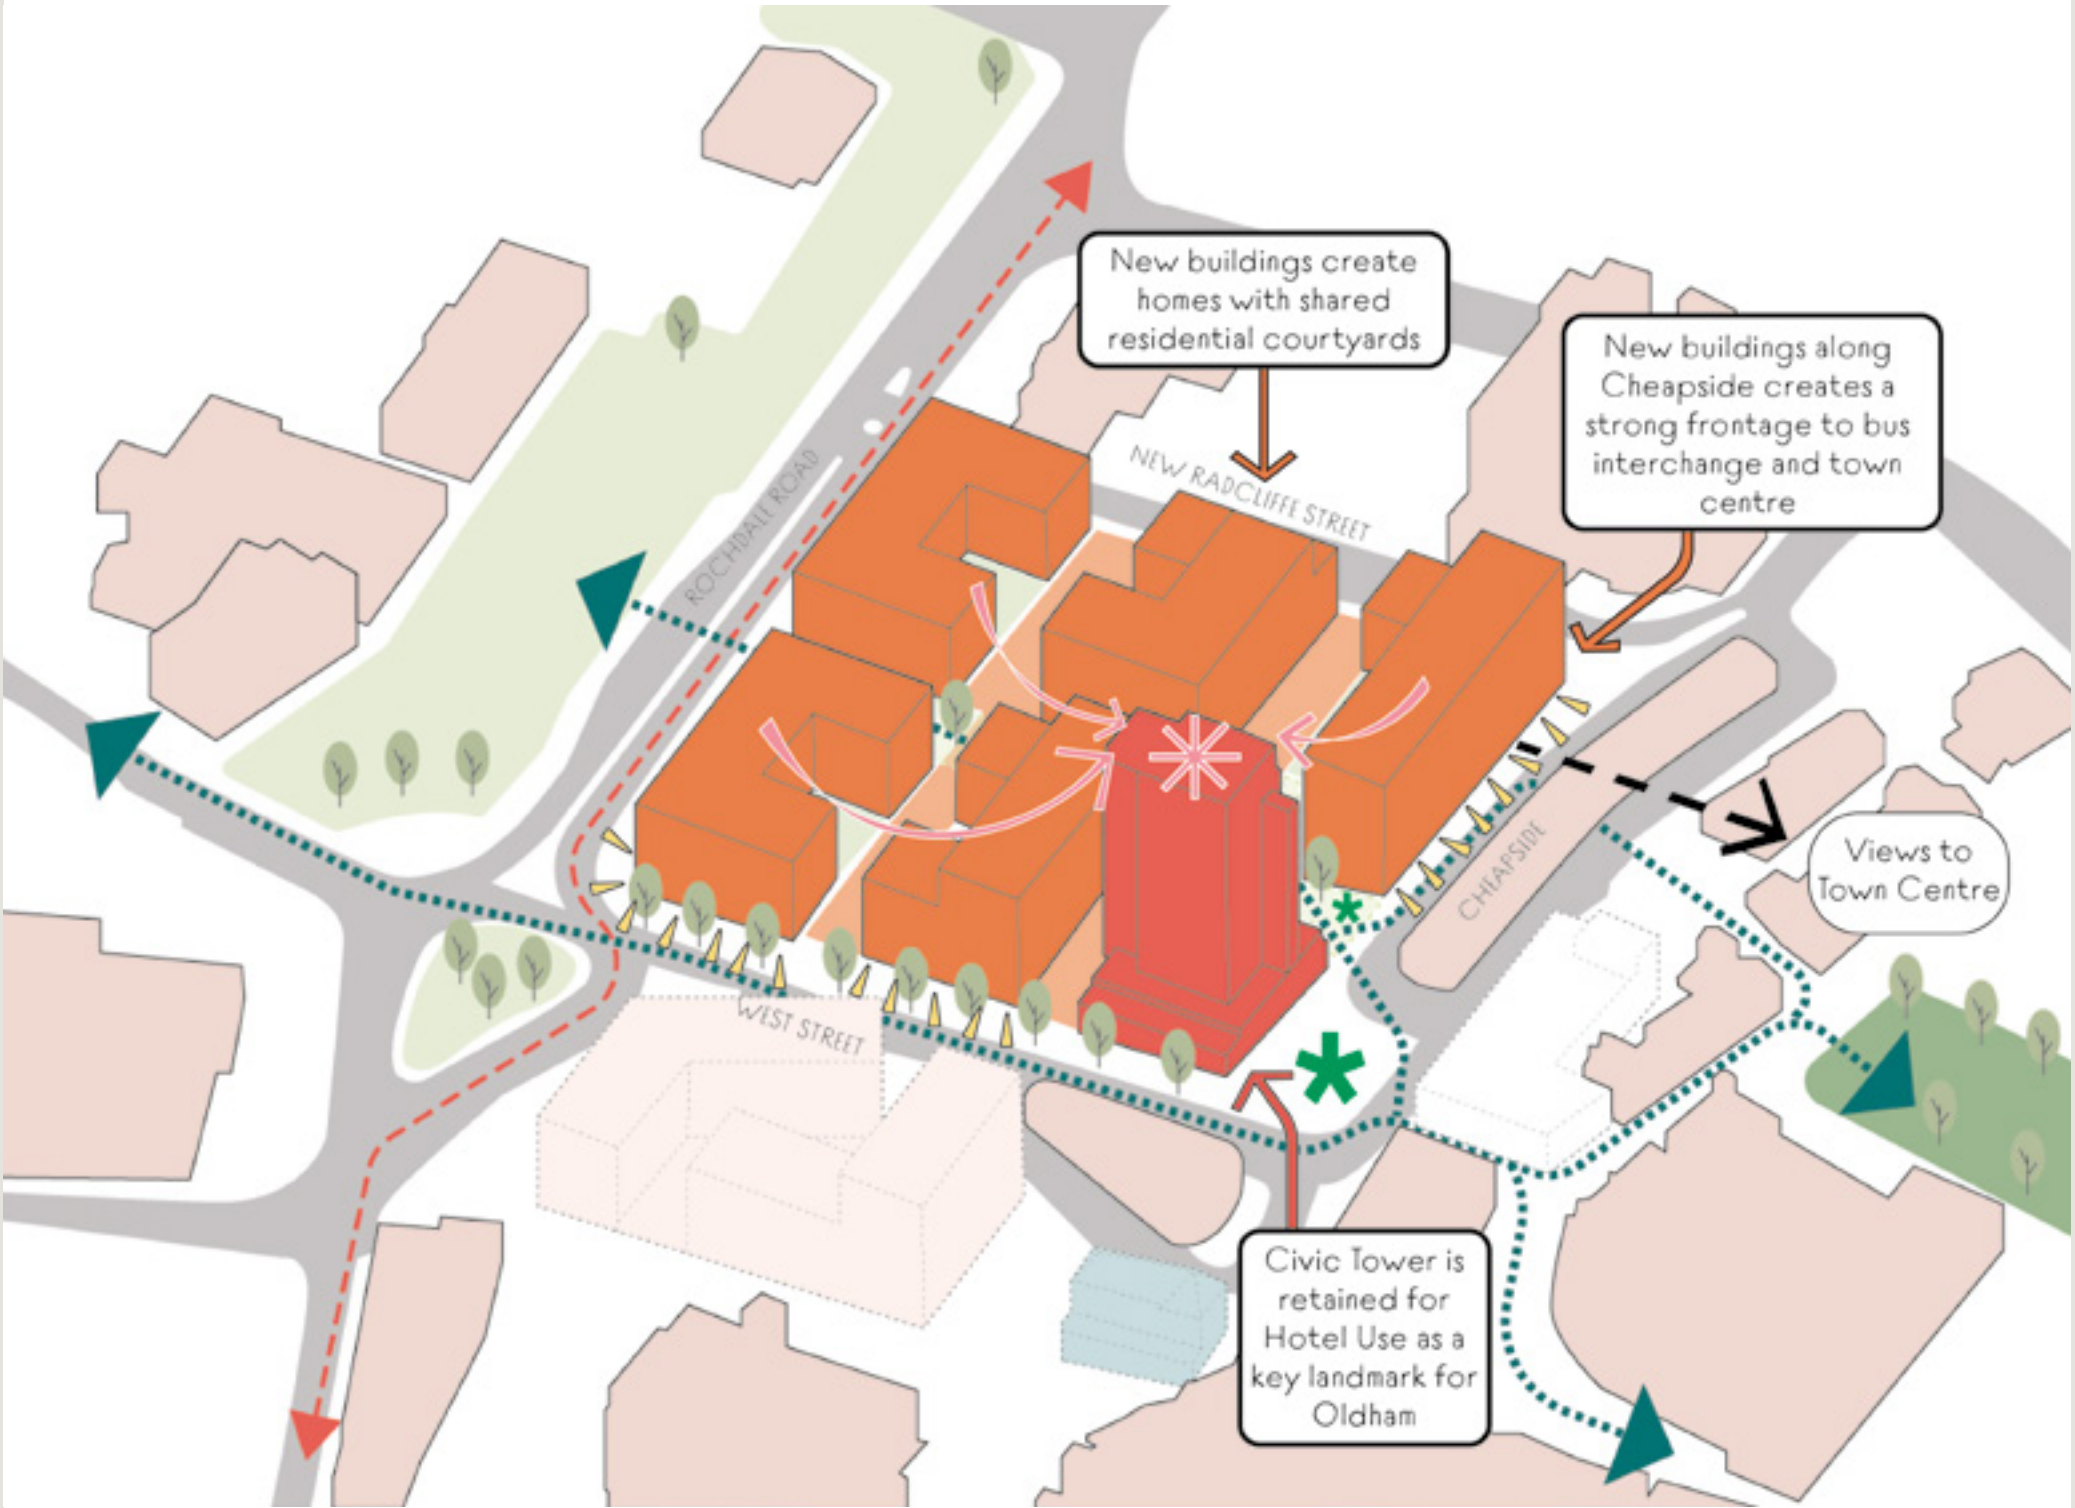 New buildings create
homes with shared
residential courtyards
New buildings along
Cheapside creates a
strong frontage to bus
interchange and town
centre
NEW RADCLIFFE STREET
ROCHDALE ROAD
CHEAPSIDE
Views to
Town Centre
WEST STREET
Civic Tower is
retained for
Hotel Use as a
key landmark for
Oldham